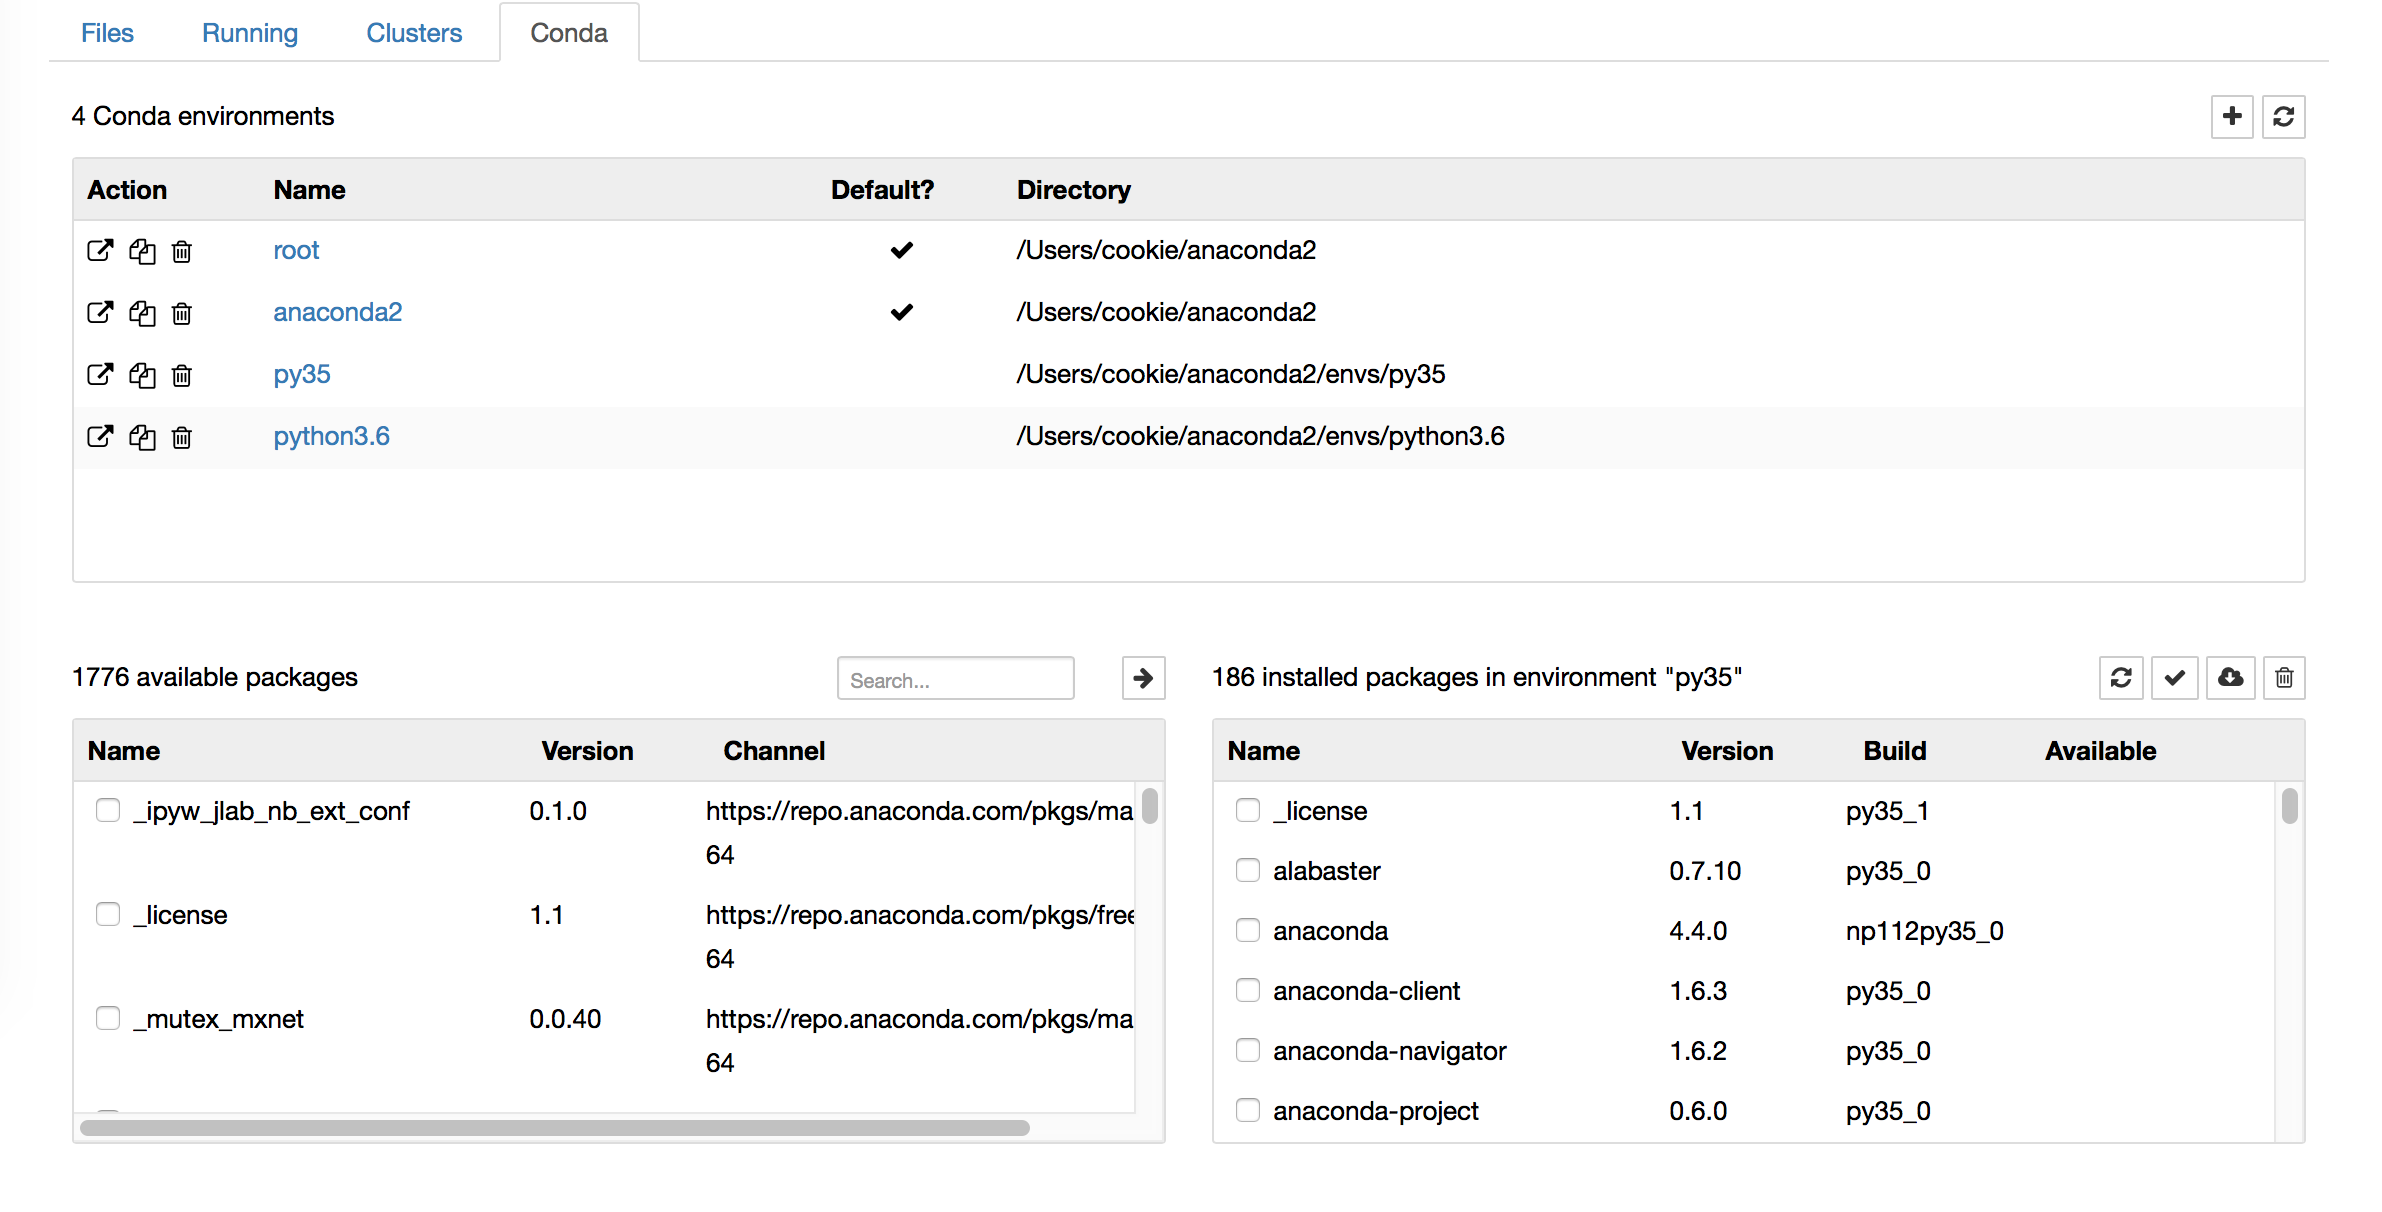 Files Running Clusters Conda
4 Conda environments
Action Name Default? Directory
root /Users/cookie/anaconda2
anaconda2 /Users/cookie/anaconda2
py35 /Users/cookie/anaconda2/envs/py35
python3.6 /Users/cookie/anaconda2/envs/python3.6
1776 available packages
Search...
Name Version Channel
_ipyw_jlab_nb_ext_conf 0.1.0 https://repo.anaconda.com/pkgs/ma
64
_license 1.1 https://repo.anaconda.com/pkgs/free
64
_mutex_mxnet 0.0.40 https://repo.anaconda.com/pkgs/ma
64
186 installed packages in environment "py35"
Name Version Build Available
_license 1.1 py35_1
alabaster 0.7.10 py35_0
anaconda 4.4.0 np112py35_0
anaconda-client 1.6.3 py35_0
anaconda-navigator 1.6.2 py35_0
anaconda-project 0.6.0 py35_0